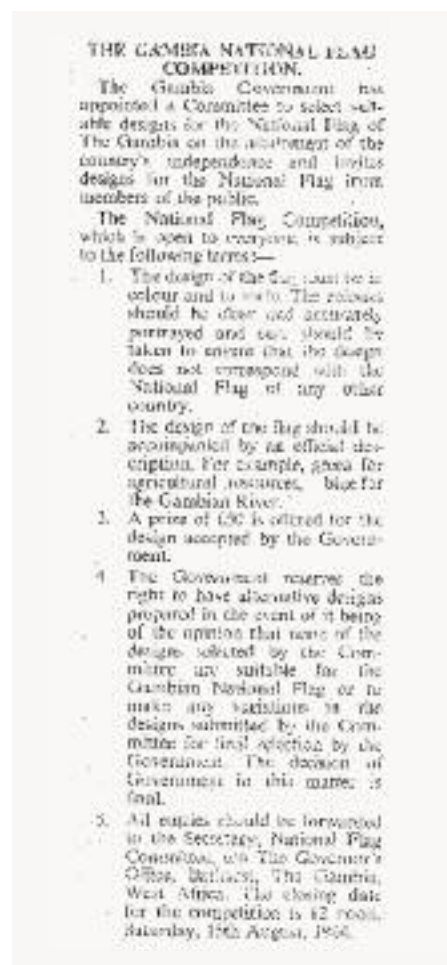 THE GAMBIA NATIONAL FLAG
COMPETITION.
The Gambia Government has
appointed a Committee to select suit-
able designs for the National Flag of
The Gambia on the attainment of the
country's independence and invites
designs for the National Flag from
members of the public.
The National Flag Competition,
which is open to everyone, is subject
to the following terms:—
1. The design of the flag must be in
colour and to scale. The colours
should be clear and accurately
portrayed and care should be
taken to ensure that the design
does not correspond with the
National Flag of any other
country.
2. The design of the flag should be
accompanied by an official des-
cription. For example, green for
agricultural resources, blue for
the Gambian River.
3. A prize of £50 is offered for the
design accepted by the Govern-
ment.
4. The Government reserves the
right to have alternative designs
prepared in the event of it being
of the opinion that none of the
designs selected by the Com-
mittee are suitable for the
Gambian National Flag or to
make any variations in the
designs submitted by the Com-
mittee for final selection by the
Government. The decision of
Government in this matter is
final.
5. All entries should be forwarded
to the Secretary, National Flag
Committee, c/o The Governor's
Office, Bathurst, The Gambia,
West Africa. The closing date
for the competition is 12 noon,
Saturday, 15th August, 1964.